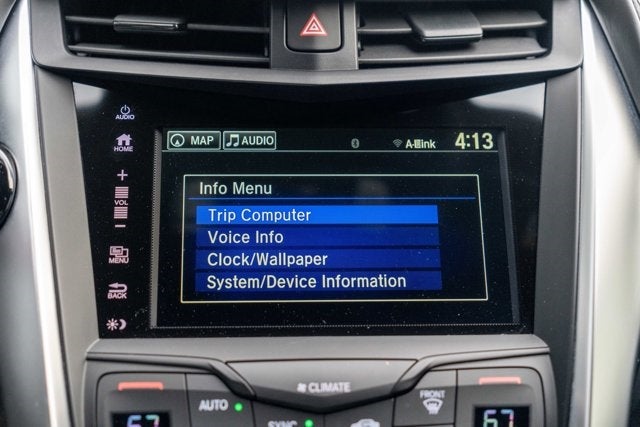 AUDIO
HOME
VOL
MENU
BACK
MAP
AUDIO
A-Link
4:13
Info Menu
Trip Computer
Voice Info
Clock/Wallpaper
System/Device Information
CLIMATE
AUTO
SYNC
FRONT
67
67